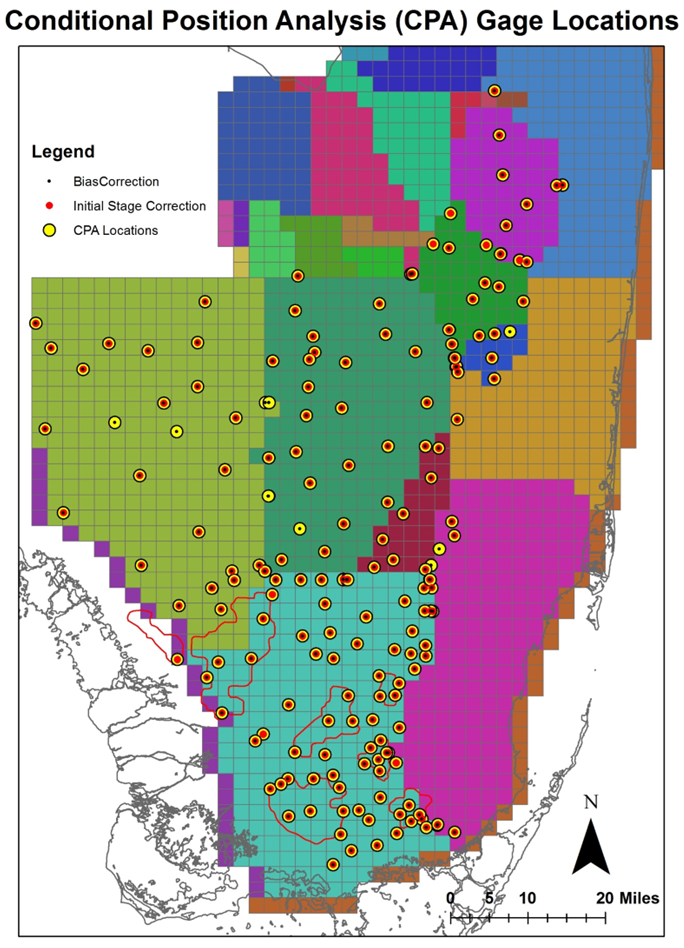 Conditional Position Analysis (CPA) Gage Locations
Legend
BiasCorrection
Initial Stage Correction
CPA Locations
N
0 5 10 20 Miles